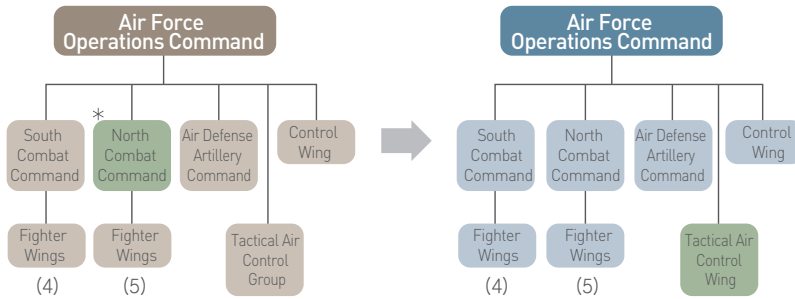 Air Force
Operations Command
*
South
Combat
Command
North
Combat
Command
Air Defense
Artillery
Command
Control
Wing
Fighter
Wings
(4)
Fighter
Wings
(5)
Tactical Air
Control
Group
Air Force
Operations Command
South
Combat
Command
North
Combat
Command
Air Defense
Artillery
Command
Control
Wing
Fighter
Wings
(4)
Fighter
Wings
(5)
Tactical Air
Control
Wing